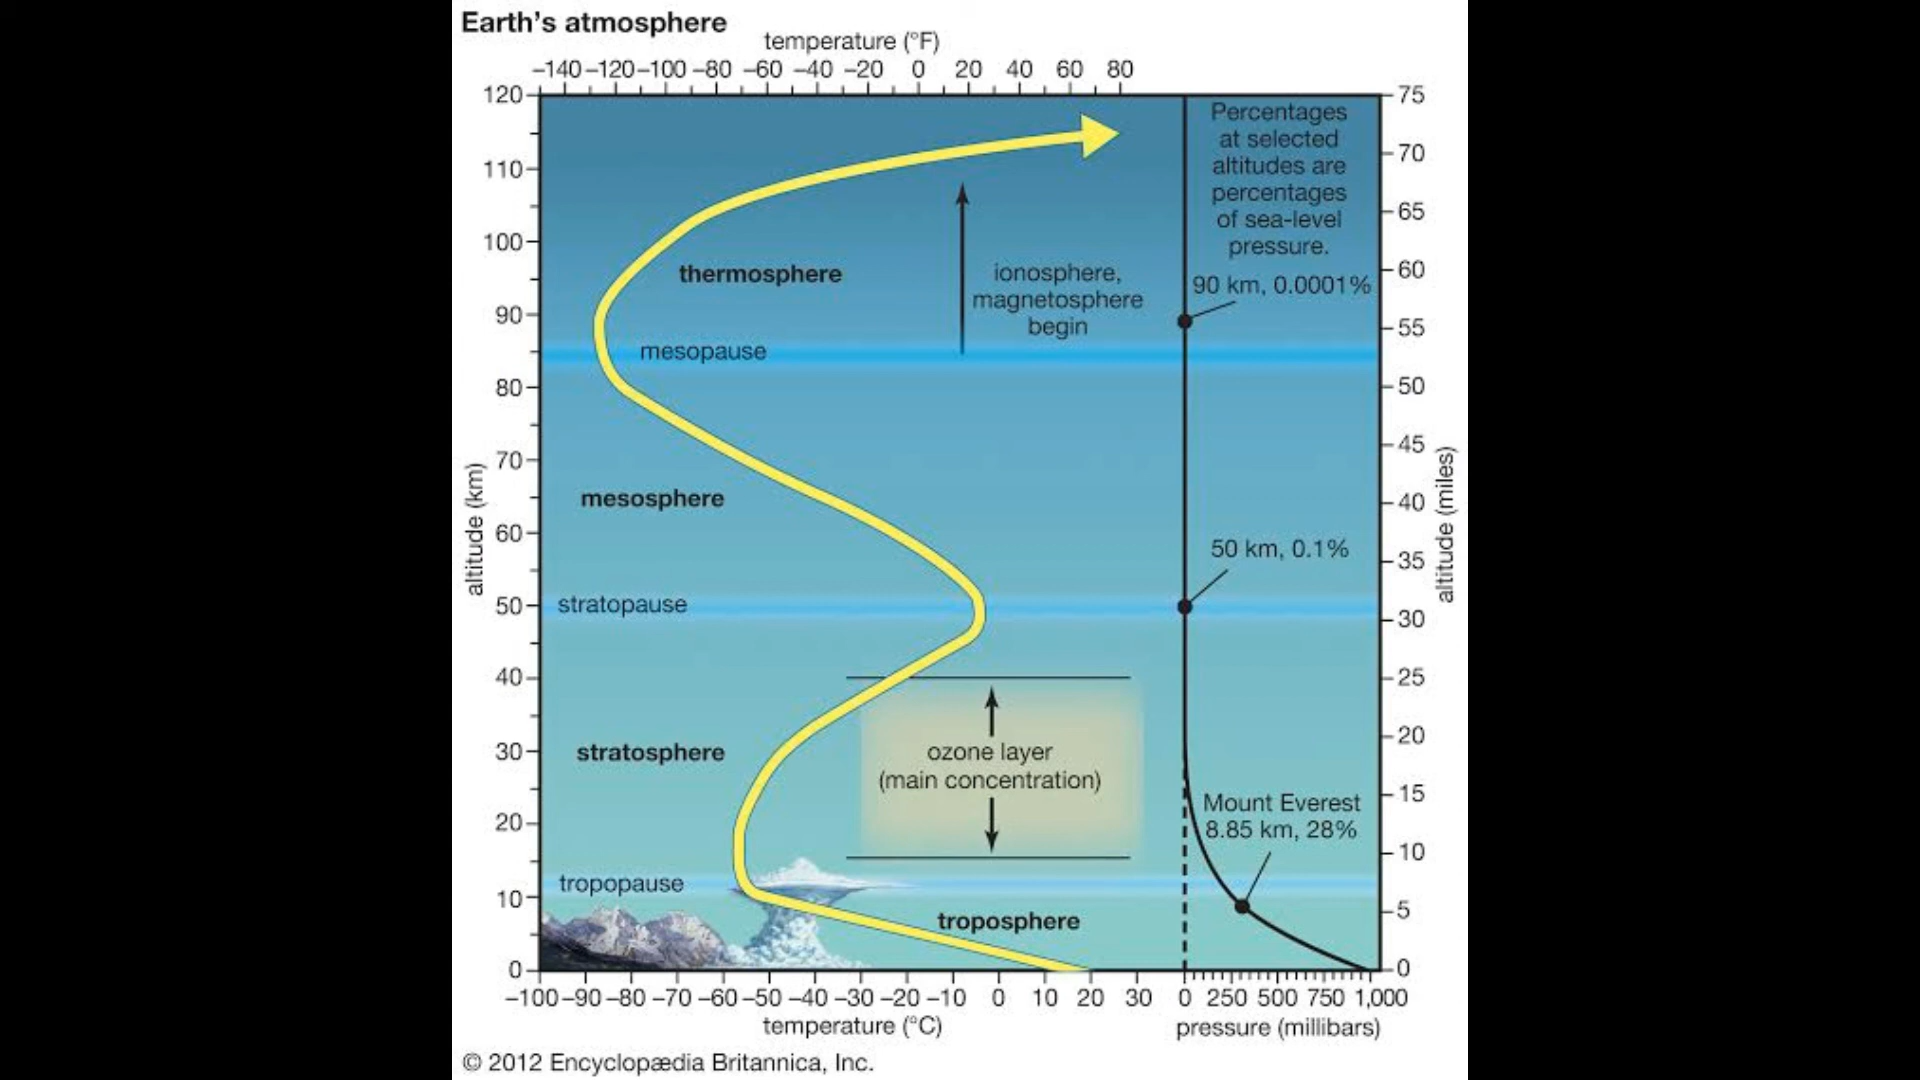 Earth's atmosphere
temperature (°F)
–140 –120 –100 –80 –60 –40 –20 0 20 40 60 80
120
110
100
90
80
70
60
50
40
30
20
10
0
altitude (km)
thermosphere
mesopause
mesosphere
stratopause
stratosphere
tropopause
troposphere
ionosphere,
magnetosphere
begin
ozone layer
(main concentration)
Percentages
at selected
altitudes are
percentages
of sea-level
pressure.
90 km, 0.0001%
50 km, 0.1%
Mount Everest
8.85 km, 28%
75
70
65
60
55
50
45
40
35
30
25
20
15
10
5
0
altitude (miles)
–100 –90 –80 –70 –60 –50 –40 –30 –20 –10 0 10 20 30
temperature (°C)
0 250 500 750 1,000
pressure (millibars)
© 2012 Encyclopædia Britannica, Inc.